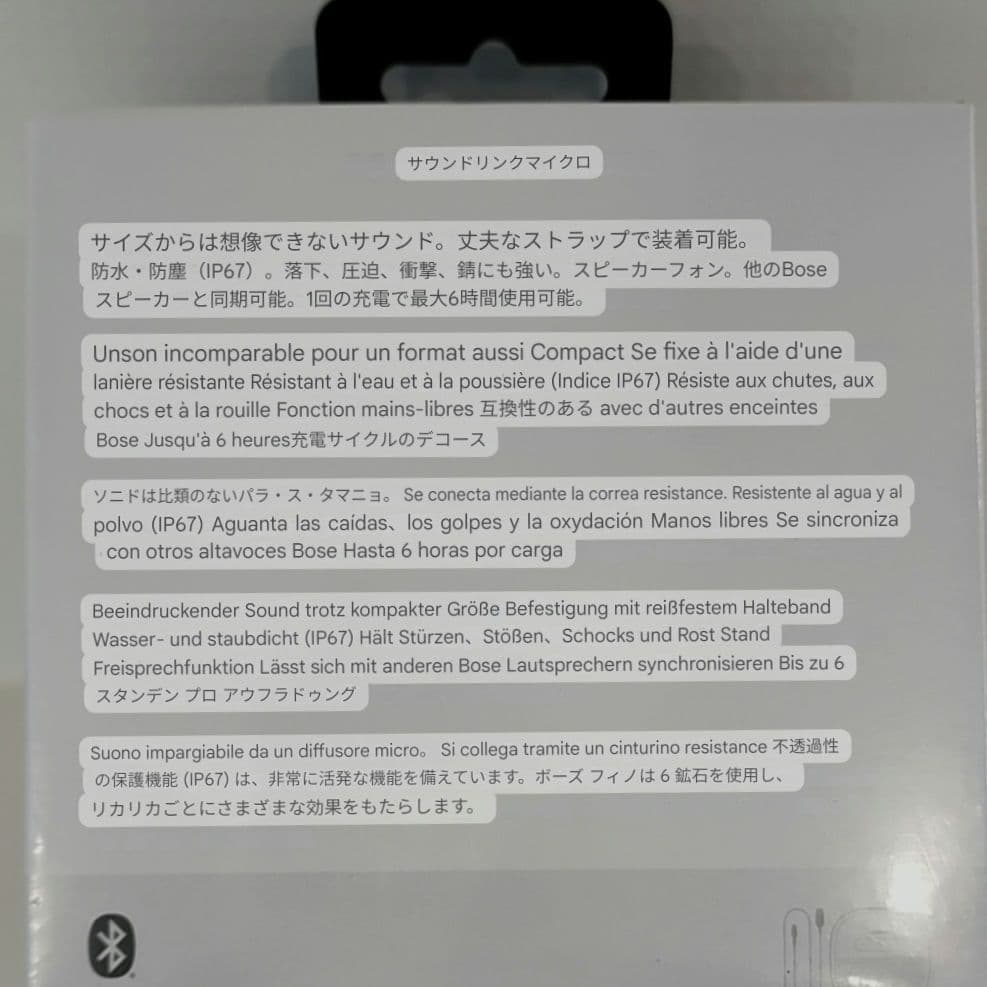 サウンドリンクマイクロ
サイズからは想像できないサウンド。丈夫なストラップで装着可能。
防水・防塵（IP67）。落下、圧迫、衝撃、錆にも強い。スピーカーフォン。他のBose
スピーカーと同期可能。1回の充電で最大6時間使用可能。
Unson incomparable pour un format aussi Compact Se fixe à l'aide d'une
lanière résistante Résistant à l'eau et à la poussière (Indice IP67) Résiste aux chutes, aux
chocs et à la rouille Fonction mains-libres 互換性のある avec d'autres enceintes
Bose Jusqu'à 6 heures充電サイクルのデコース
ソニドは比類のないパラ・ス・タマニョ。 Se conecta mediante la correa resistance. Resistente al agua y al
polvo (IP67) Aguanta las caídas、los golpes y la oxydación Manos libres Se sincroniza
con otros altavoces Bose Hasta 6 horas por carga
Beeindruckender Sound trotz kompakter Größe Befestigung mit reißfestem Halteband
Wasser- und staubdicht (IP67) Hält Stürzen、Stößen、Schocks und Rost Stand
Freisprechfunktion Lässt sich mit anderen Bose Lautsprechern synchronisieren Bis zu 6
スタンデン プロ アウフラドゥング
Suono impargiabile da un diffusore micro。 Si collega tramite un cinturino resistance 不透過性
の保護機能 (IP67) は、非常に活発な機能を備えています。ボーズ フィノは 6 鉱石を使用し、
リカリカごとにさまざまな効果をもたらします。